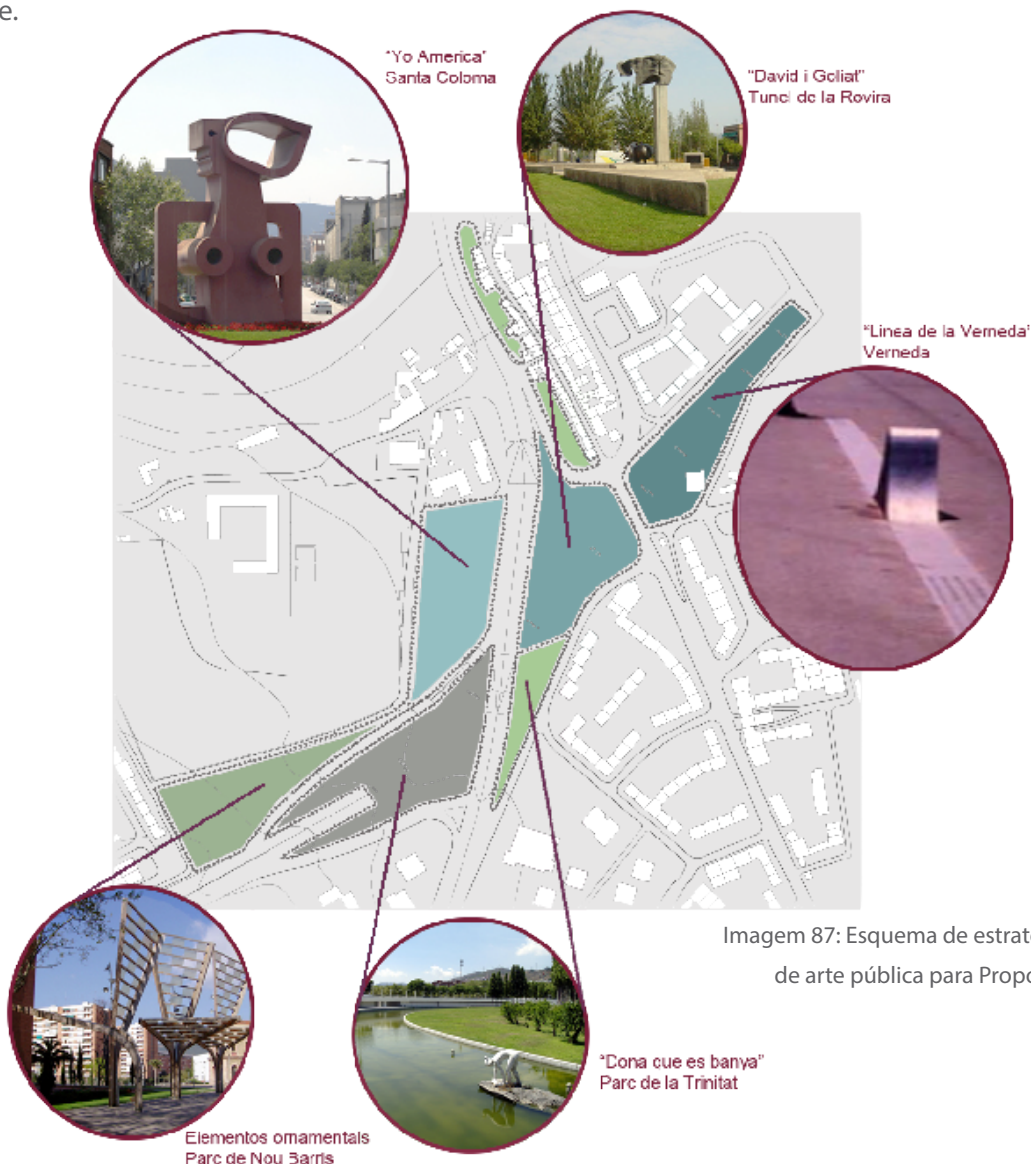 e.
"Yo America"
Santa Coloma
"David i Goliat"
Tunel de la Rovira
"Linea de la Verneda"
Verneda
Imagem 87: Esquema de estrat
de arte pública para Propo
"Dona que es banya"
Parc de la Trinitat
Elementos ornamentals
Parc de Nou Barris